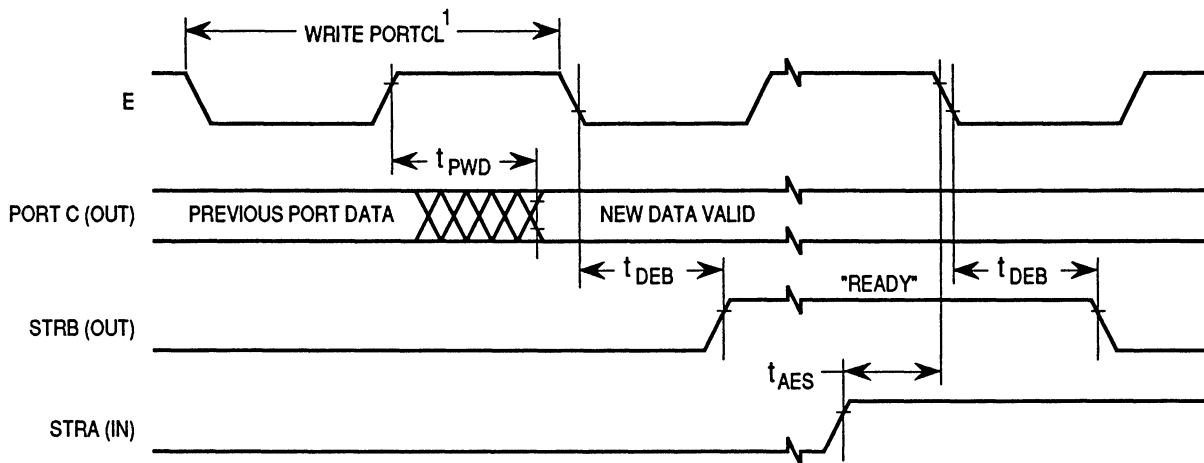 WRITE PORTCL1
E
tPWD
PORT C (OUT)
PREVIOUS PORT DATA
NEW DATA VALID
tDEB
"READY"
tDEB
STRB (OUT)
tAES
STRA (IN)